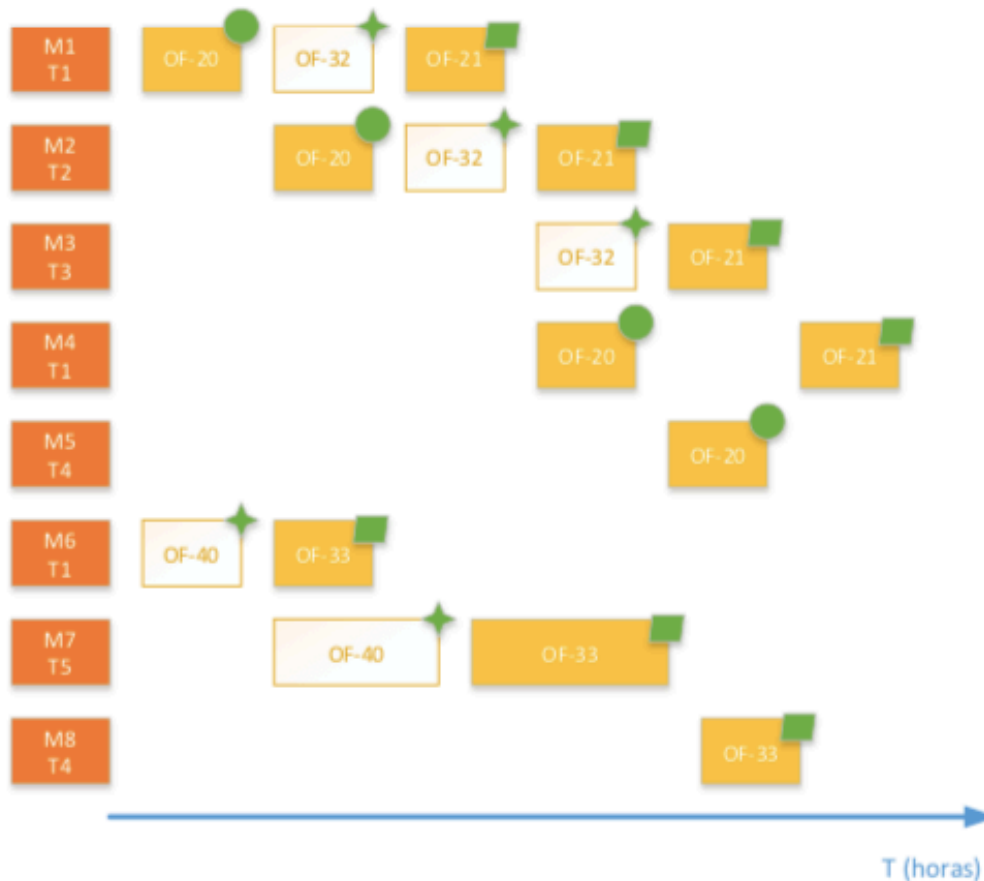 M1
T1
OF-20
OF-32
OF-21
M2
T2
OF-20
OF-32
OF-21
M3
T3
OF-32
OF-21
M4
T1
OF-20
OF-21
M5
T4
OF-20
M6
T1
OF-40
OF-33
M7
T5
OF-40
OF-33
M8
T4
OF-33
T (horas)